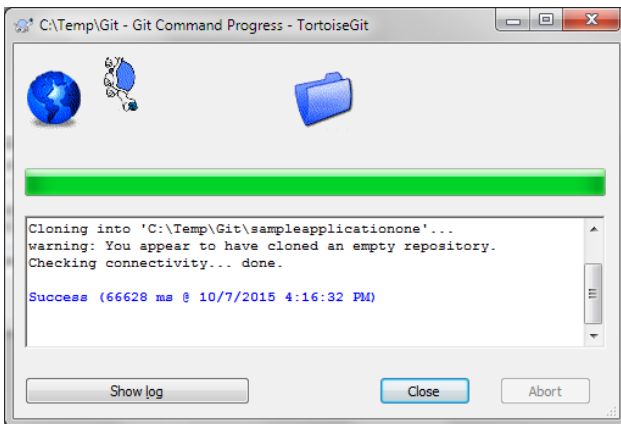 C:\Temp\Git - Git Command Progress - TortoiseGit
Cloning into 'C:\Temp\Git\sampleapplicationone'...
warning: You appear to have cloned an empty repository.
Checking connectivity... done.
Success (66628 ms @ 10/7/2015 4:16:32 PM)
Show log
Close
Abort